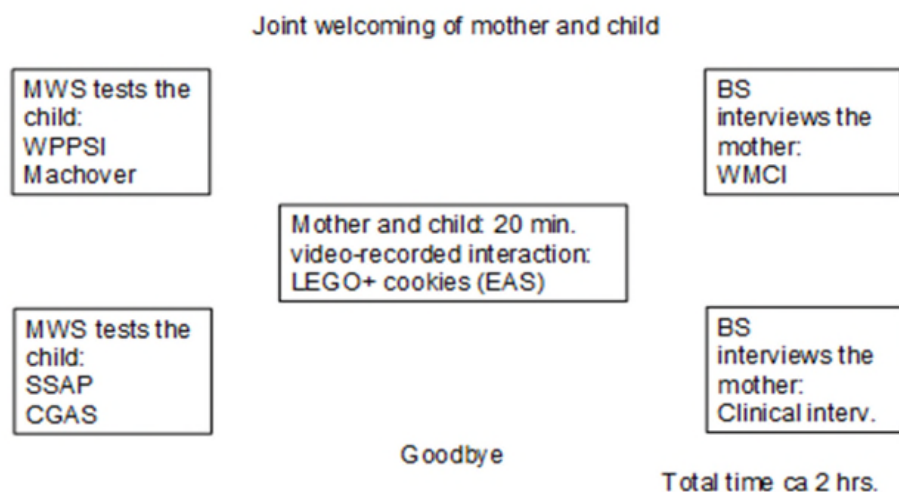 Joint welcoming of mother and child
MWS tests the
child:
WPPSI
Machover
BS
interviews the
mother:
WMCI
Mother and child: 20 min.
video-recorded interaction:
LEGO+ cookies (EAS)
MWS tests the
child:
SSAP
CGAS
BS
interviews the
mother:
Clinical interv.
Goodbye
Total time ca 2 hrs.